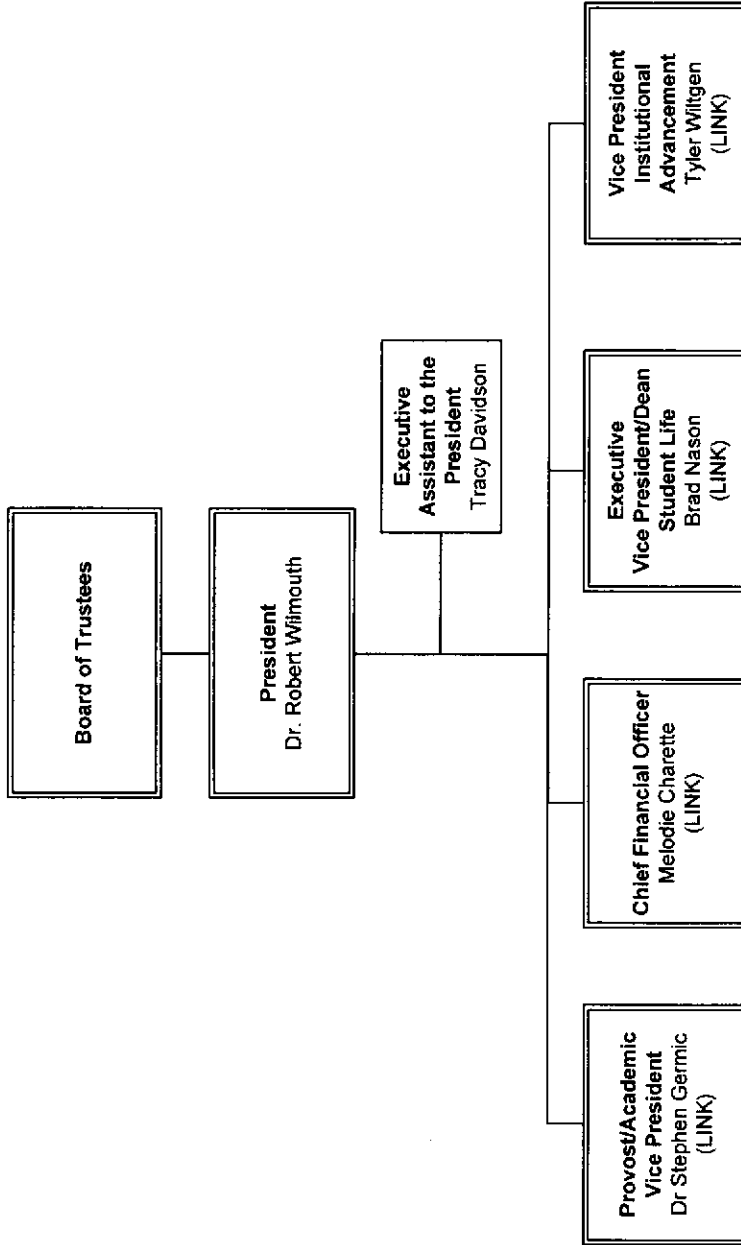 Board of Trustees
President
Dr. Robert Wilmouth
Executive
Assistant to the
President
Tracy Davidson
Provost/Academic
Vice President
Dr Stephen Germic
(LINK)
Chief Financial Officer
Melodie Charette
(LINK)
Executive
Vice President/Dean
Student Life
Brad Nason
(LINK)
Vice President
Institutional
Advancement
Tyler Wiltgen
(LINK)